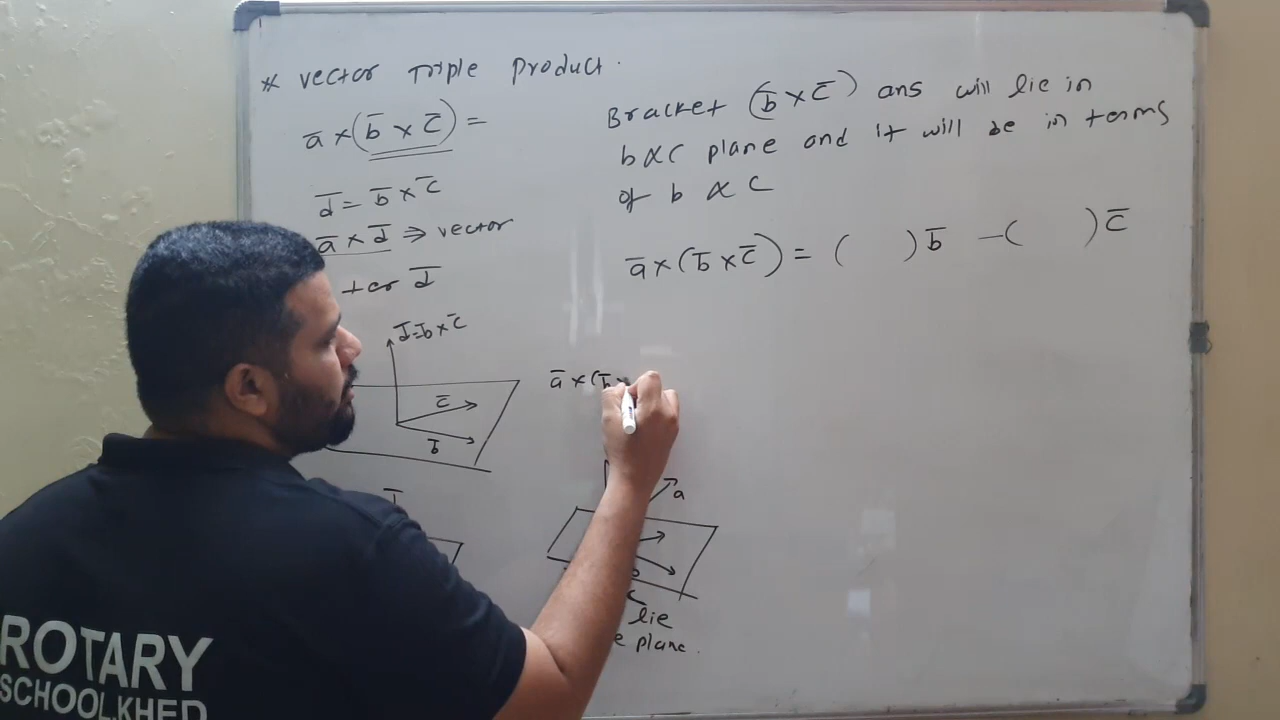 * Vector Triple Product.
a̅ × (b̅ × c̅) =
d̅ = b̅ × c̅
a̅ × d̅ ⇒ vector
d̅
d̅=b̅×c̅
c̅
b̅
Bracket (b̅ × c̅) ans will lie in
b & c plane and it will be in terms
of b & c
a̅ × (b̅ × c̅) = ( ) b̅ - ( ) c̅
a̅ × (b̅ ×
a
lie
plane.
ROTARY
SCHOOL,KHED